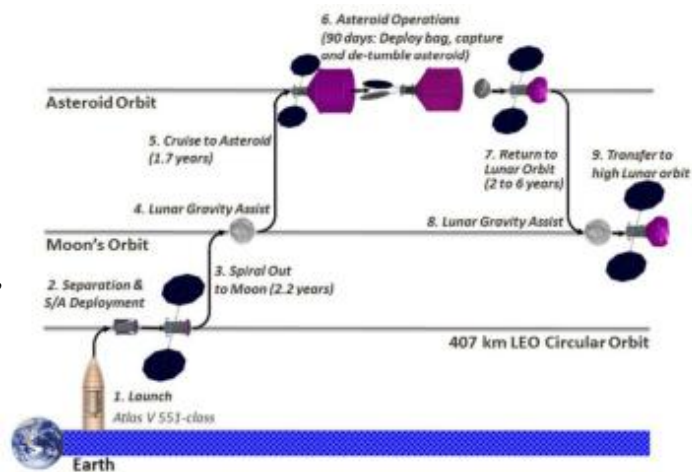 6. Asteroid Operations
(90 days: Deploy bag, capture
and de-tumble asteroid)
Asteroid Orbit
5. Cruise to Asteroid
(1.7 years)
7. Return to
Lunar Orbit
(2 to 6 years)
9. Transfer to
high Lunar orbit
4. Lunar Gravity Assist
8. Lunar Gravity Assist
Moon's Orbit
2. Separation &
S/A Deployment
3. Spiral Out
to Moon (2.2 years)
407 km LEO Circular Orbit
1. Launch
Atlas V 551-class
Earth